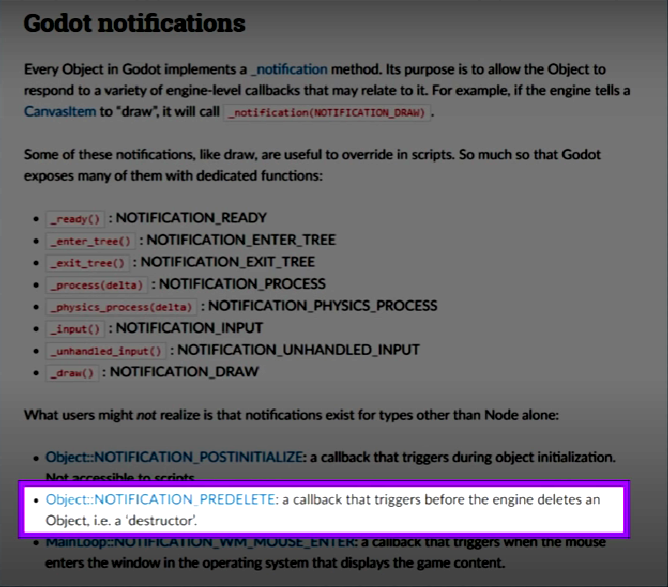 Godot notifications
Every Object in Godot implements a _notification method. Its purpose is to allow the Object to
respond to a variety of engine-level callbacks that may relate to it. For example, if the engine tells a
CanvasItem to "draw", it will call _notification(NOTIFICATION_DRAW) .
Some of these notifications, like draw, are useful to override in scripts. So much so that Godot
exposes many of them with dedicated functions:
• _ready() : NOTIFICATION_READY
• _enter_tree() : NOTIFICATION_ENTER_TREE
• _exit_tree() : NOTIFICATION_EXIT_TREE
• _process(delta) : NOTIFICATION_PROCESS
• _physics_process(delta) : NOTIFICATION_PHYSICS_PROCESS
• _input() : NOTIFICATION_INPUT
• _unhandled_input() : NOTIFICATION_UNHANDLED_INPUT
• _draw() : NOTIFICATION_DRAW
What users might not realize is that notifications exist for types other than Node alone:
• Object::NOTIFICATION_POSTINITIALIZE: a callback that triggers during object initialization.
Not accessible to scripts.
• Object::NOTIFICATION_PREDELETE: a callback that triggers before the engine deletes an
Object, i.e. a 'destructor'.
• MainLoop::NOTIFICATION_WM_MOUSE_ENTER: a callback that triggers when the mouse
enters the window in the operating system that displays the game content.